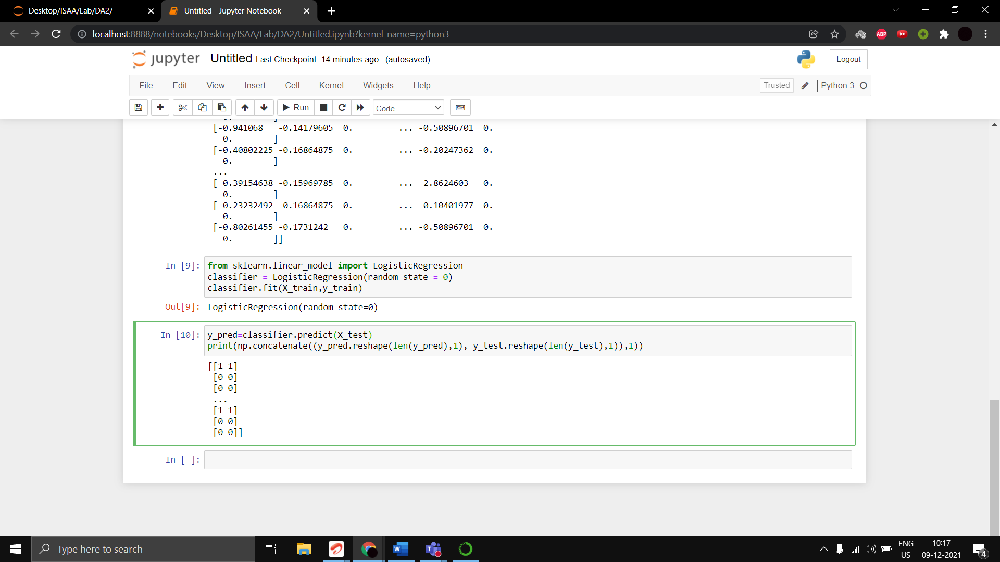 Desktop/ISAA/Lab/DA2/
Untitled - Jupyter Notebook
localhost:8888/notebooks/Desktop/ISAA/Lab/DA2/Untitled.ipynb?kernel_name=python3
ABP
jupyter Untitled Last Checkpoint: 14 minutes ago (autosaved)
Logout
File Edit View Insert Cell Kernel Widgets Help
Trusted
Python 3
Run
Code
[-0.941068 -0.14179605 0. ... -0.50896701 0.
0. ]
[-0.40802225 -0.16864875 0. ... -0.20247362 0.
0. ]
...
[ 0.39154638 -0.15969785 0. ... 2.8624603 0.
0. ]
[ 0.23232492 -0.16864875 0. ... 0.10401977 0.
0. ]
[-0.80261455 -0.1731242 0. ... -0.50896701 0.
0. ]]
In [9]: from sklearn.linear_model import LogisticRegression
classifier = LogisticRegression(random_state = 0)
classifier.fit(X_train,y_train)
Out[9]: LogisticRegression(random_state=0)
In [10]: y_pred=classifier.predict(X_test)
print(np.concatenate((y_pred.reshape(len(y_pred),1), y_test.reshape(len(y_test),1)),1))
[[1 1]
[0 0]
[0 0]
...
[1 1]
[0 0]
[0 0]]
In [ ]:
Type here to search
W
T
ENG
US
10:17
09-12-2021
4